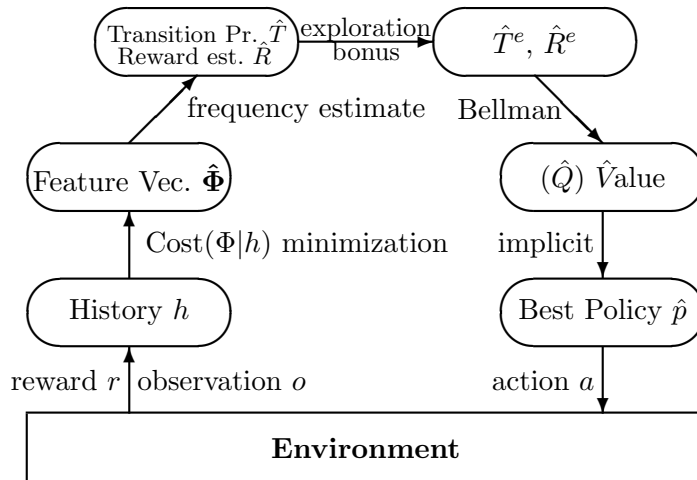 Transition Pr. T̂
Reward est. R̂
exploration
bonus
T̂ᵉ, R̂ᵉ
frequency estimate
Bellman
Feature Vec. Φ̂
(Q̂) V̂alue
Cost(Φ|h) minimization
implicit
History h
Best Policy p̂
reward r
observation o
action a
Environment